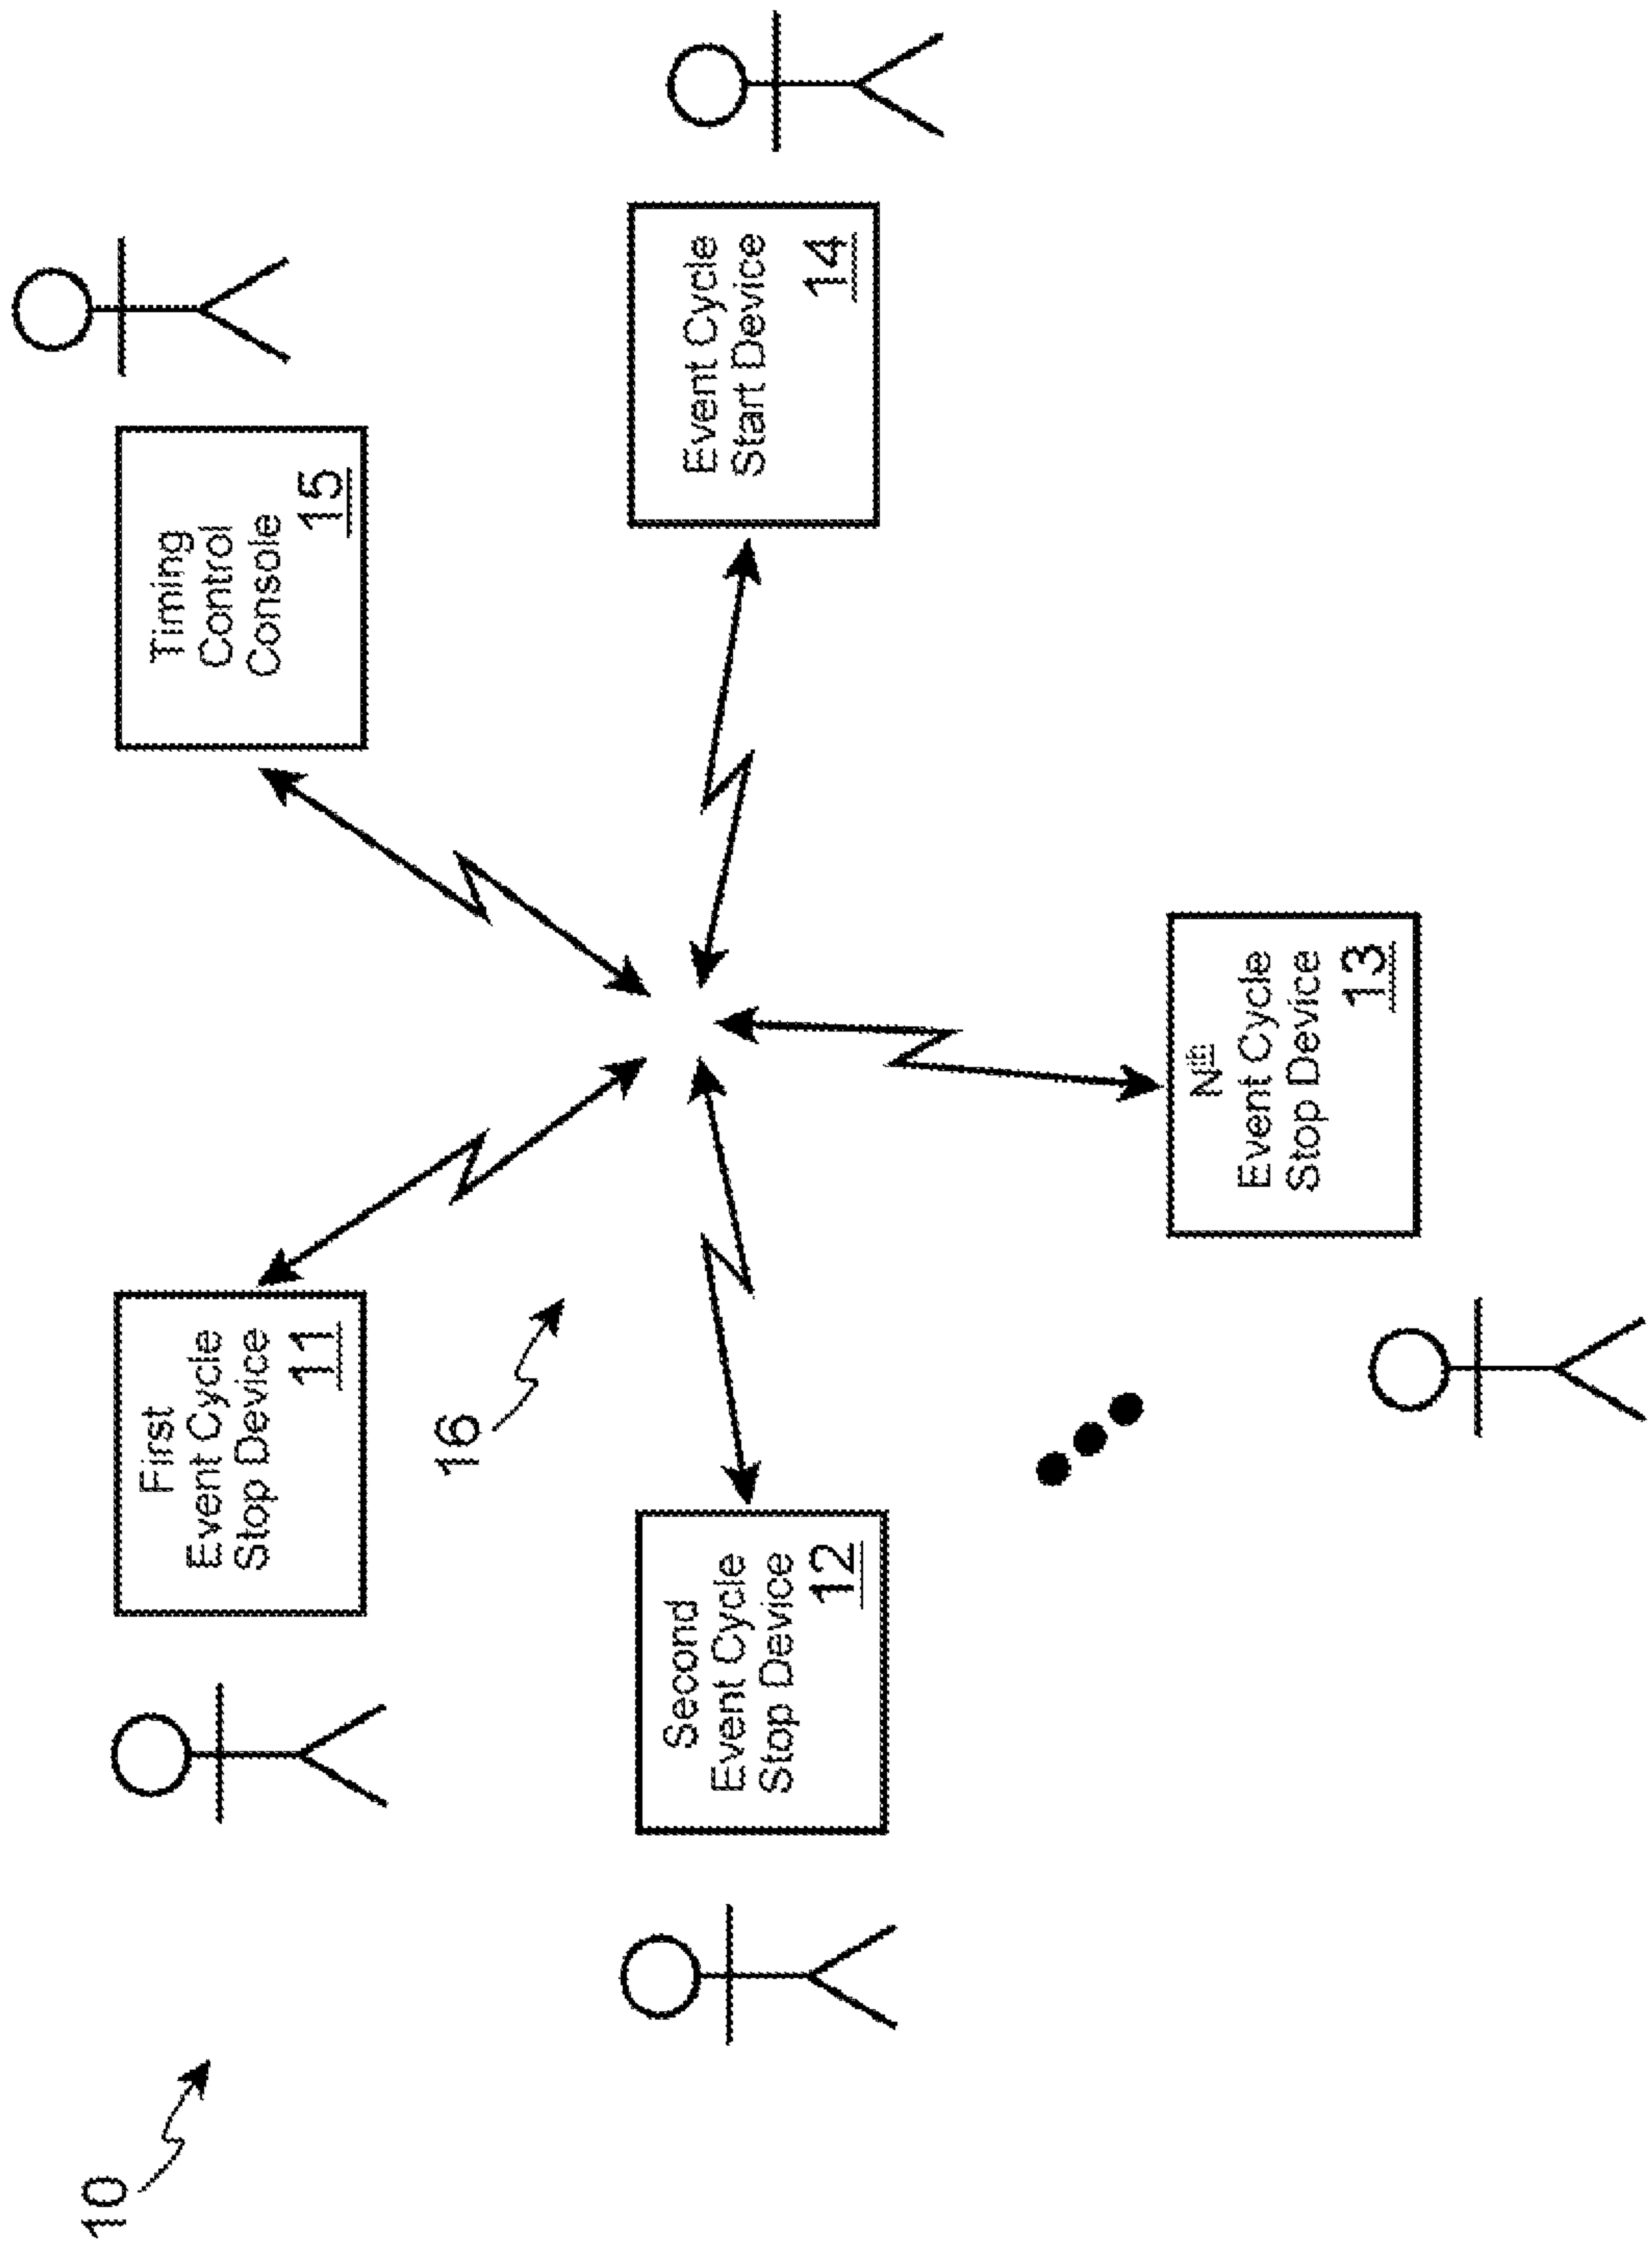 10
First
Event Cycle
Stop Device
11
Timing
Control
Console
15
16
Second
Event Cycle
Stop Device
12
Event Cycle
Start Device
14
Nth
Event Cycle
Stop Device
13